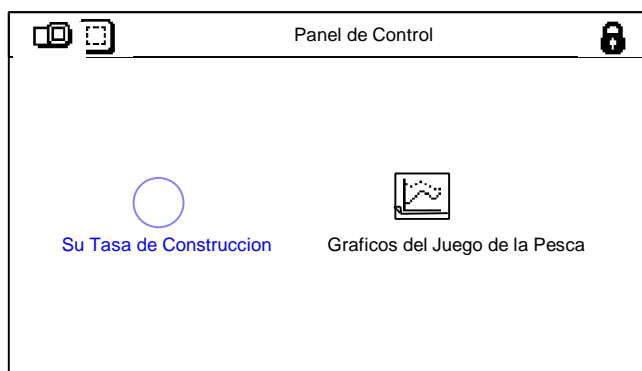 Panel de Control
Su Tasa de Construccion
Graficos del Juego de la Pesca